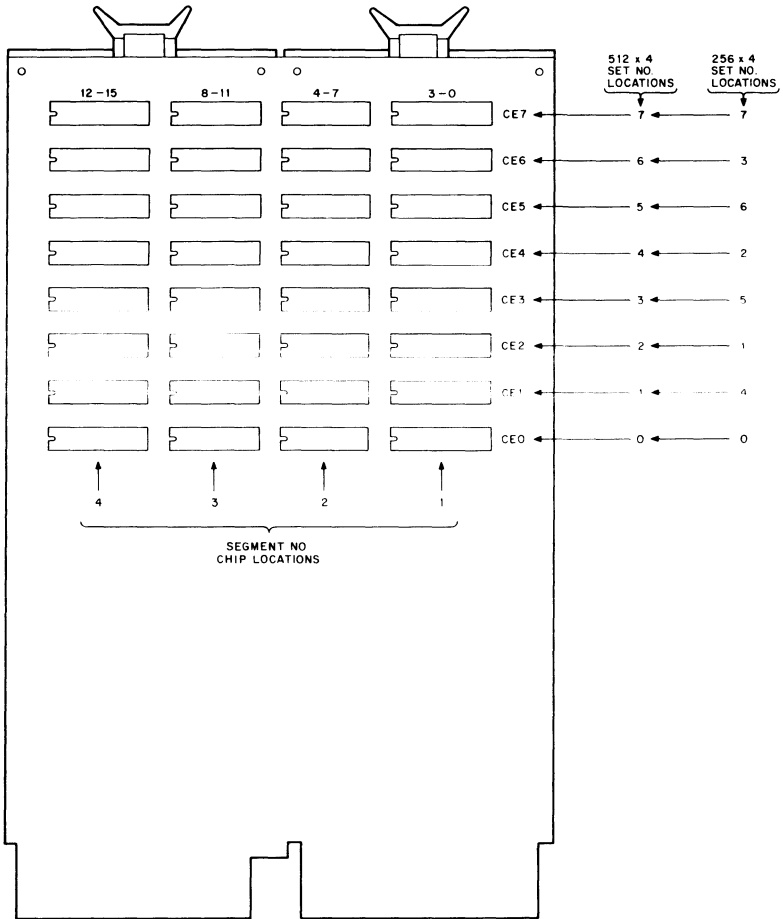 512 x 4
SET NO.
LOCATIONS
256 x 4
SET NO.
LOCATIONS
12-15
8-11
4-7
3-0
CE7 7 7
CE6 6 3
CE5 5 6
CE4 4 2
CE3 3 5
CE2 2 1
CE1 1 4
CE0 0 0
4 3 2 1
SEGMENT NO
CHIP LOCATIONS